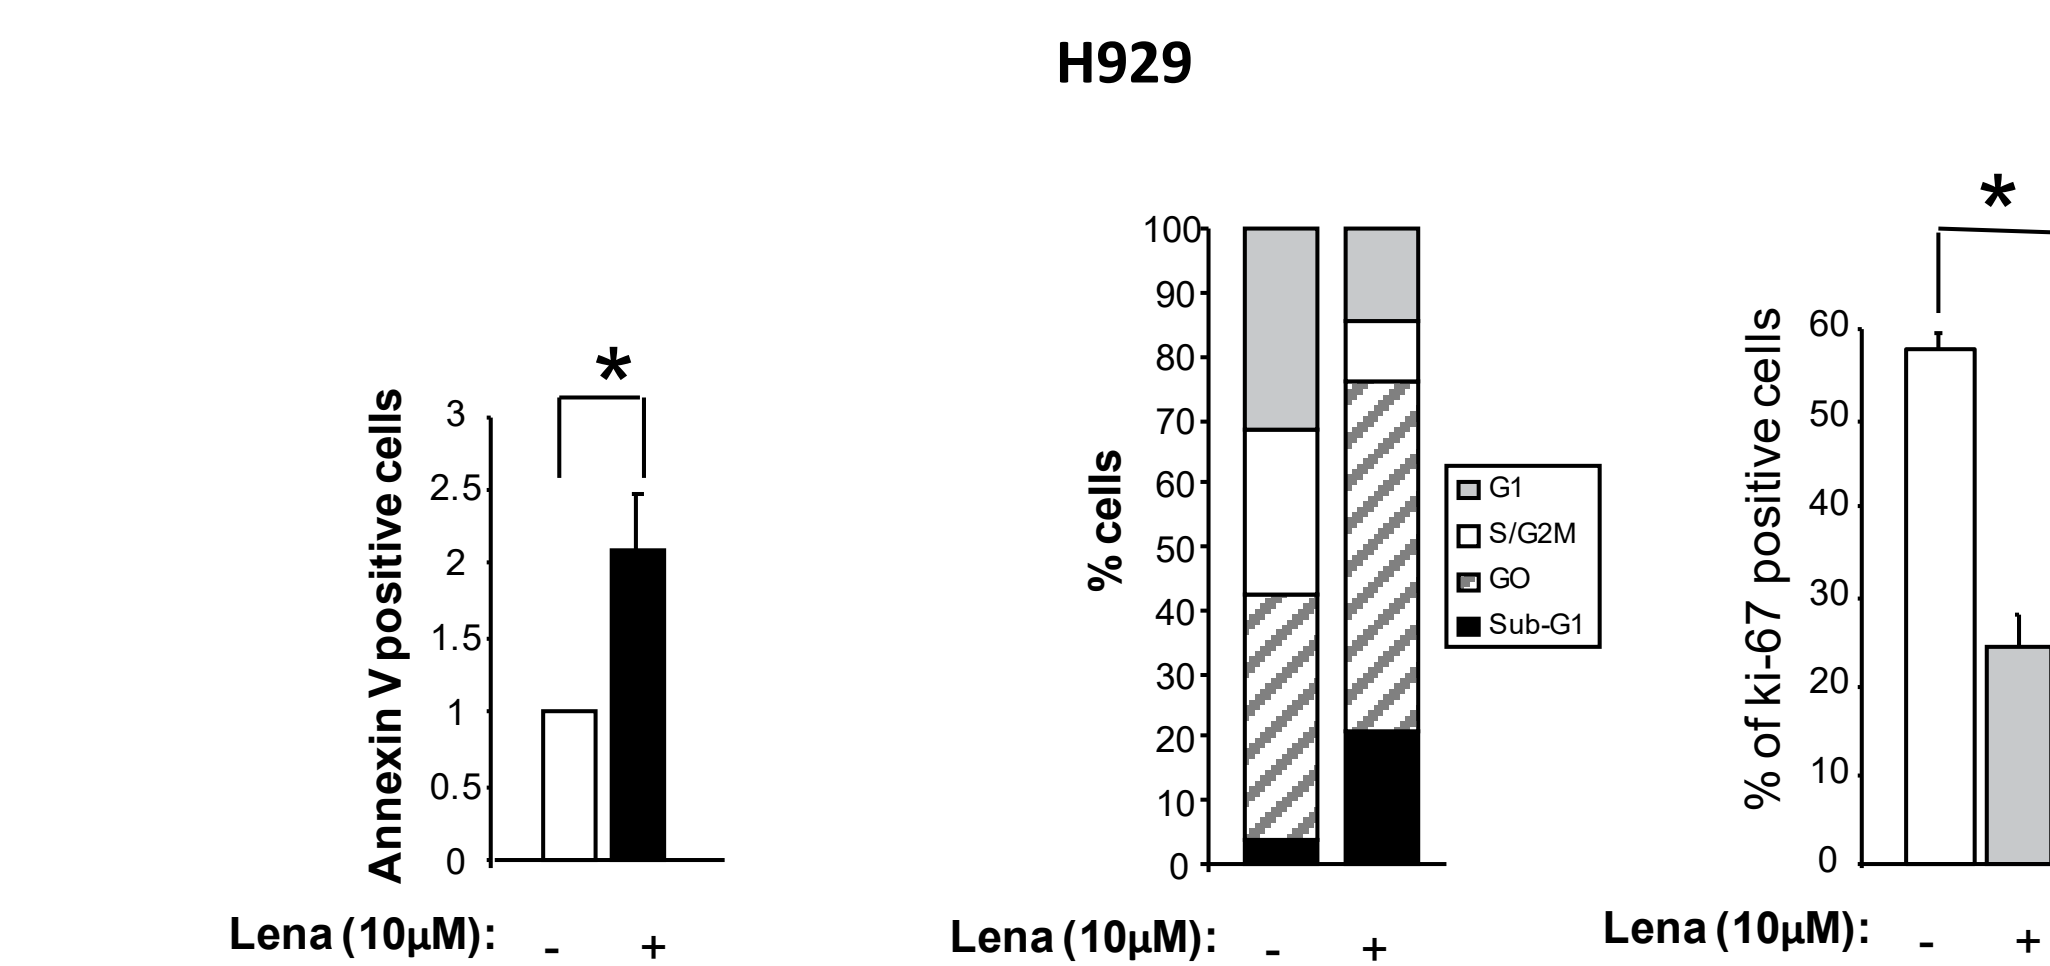 H929
*
Annexin V positive cells
3
2.5
2
1.5
1
0.5
0
Lena (10μM): - +
% cells
100
90
80
70
60
50
40
30
20
10
0
G1
S/G2M
GO
Sub-G1
Lena (10μM): - +
*
% of ki-67 positive cells
60
50
40
30
20
10
0
Lena (10μM): - +